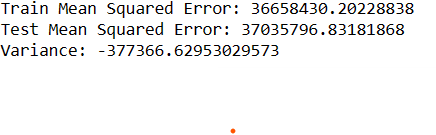 Train Mean Squared Error: 36658430.20228838
Test Mean Squared Error: 37035796.83181868
Variance: -377366.62953029573